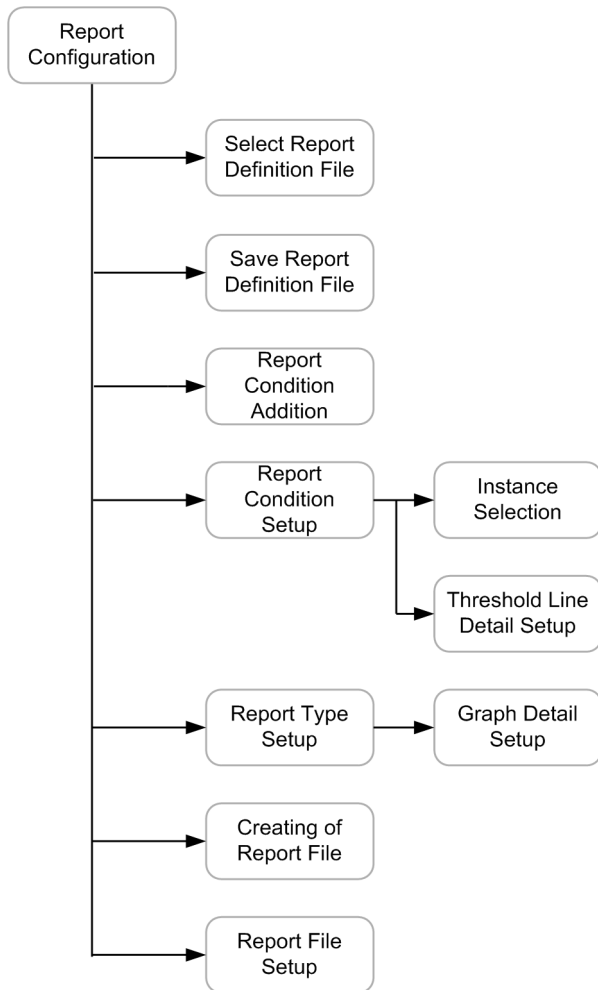 Report
Configuration
Select Report
Definition File
Save Report
Definition File
Report
Condition
Addition
Report
Condition
Setup
Instance
Selection
Threshold Line
Detail Setup
Report Type
Setup
Graph Detail
Setup
Creating of
Report File
Report File
Setup